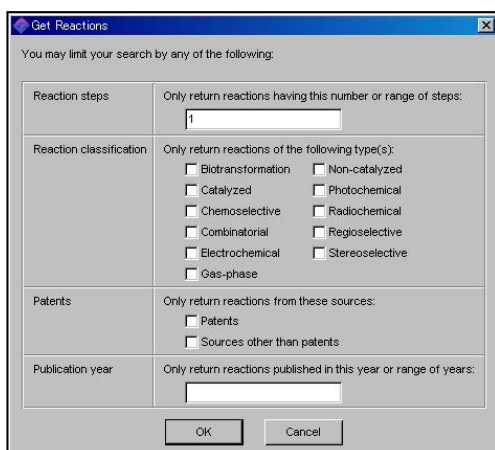 Get Reactions
You may limit your search by any of the following:
Reaction steps
Only return reactions having this number or range of steps:
1
Reaction classification
Only return reactions of the following type(s):
Biotransformation
Non-catalyzed
Catalyzed
Photochemical
Chemoselective
Radiochemical
Combinatorial
Regioselective
Electrochemical
Stereoselective
Gas-phase
Patents
Only return reactions from these sources:
Patents
Sources other than patents
Publication year
Only return reactions published in this year or range of years:
OK
Cancel